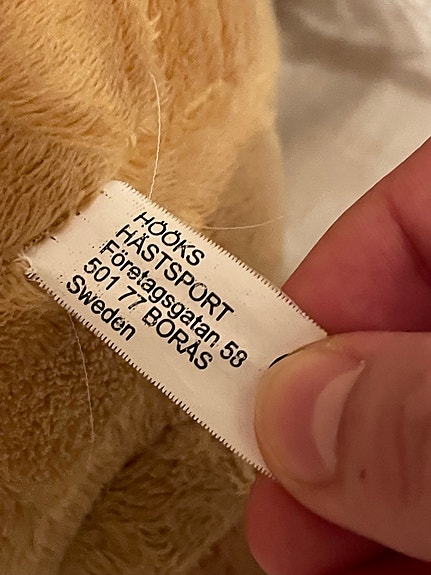 HÖÖKS
HÄSTSPORT
Företagsgatan 58
501 77 BORÅS
Sweden